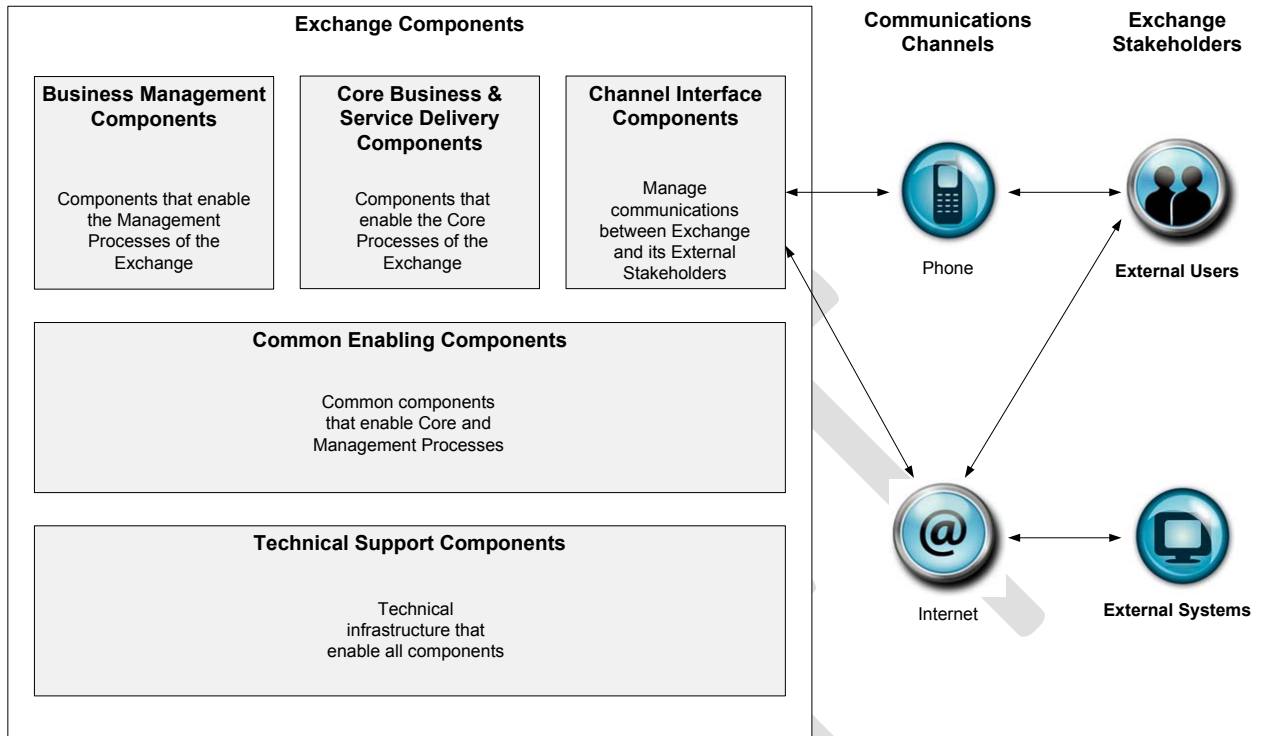 Exchange Components
Business Management
Components
Components that enable
the Management
Processes of the
Exchange
Core Business &
Service Delivery
Components
Components that
enable the Core
Processes of the
Exchange
Channel Interface
Components
Manage
communications
between Exchange
and its External
Stakeholders
Common Enabling Components
Common components
that enable Core and
Management Processes
Technical Support Components
Technical
infrastructure that
enable all components
Communications
Channels
Phone
@
Internet
Exchange
Stakeholders
External Users
External Systems